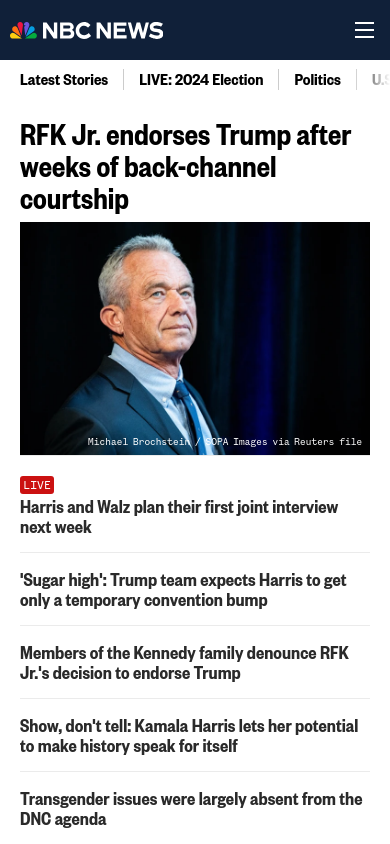 NBC NEWS
Latest Stories
LIVE: 2024 Election
Politics
RFK Jr. endorses Trump after
weeks of back-channel
courtship
Michael Brochstein / SOPA Images via Reuters file
LIVE
Harris and Walz plan their first joint interview
next week
'Sugar high': Trump team expects Harris to get
only a temporary convention bump
Members of the Kennedy family denounce RFK
Jr.'s decision to endorse Trump
Show, don't tell: Kamala Harris lets her potential
to make history speak for itself
Transgender issues were largely absent from the
DNC agenda